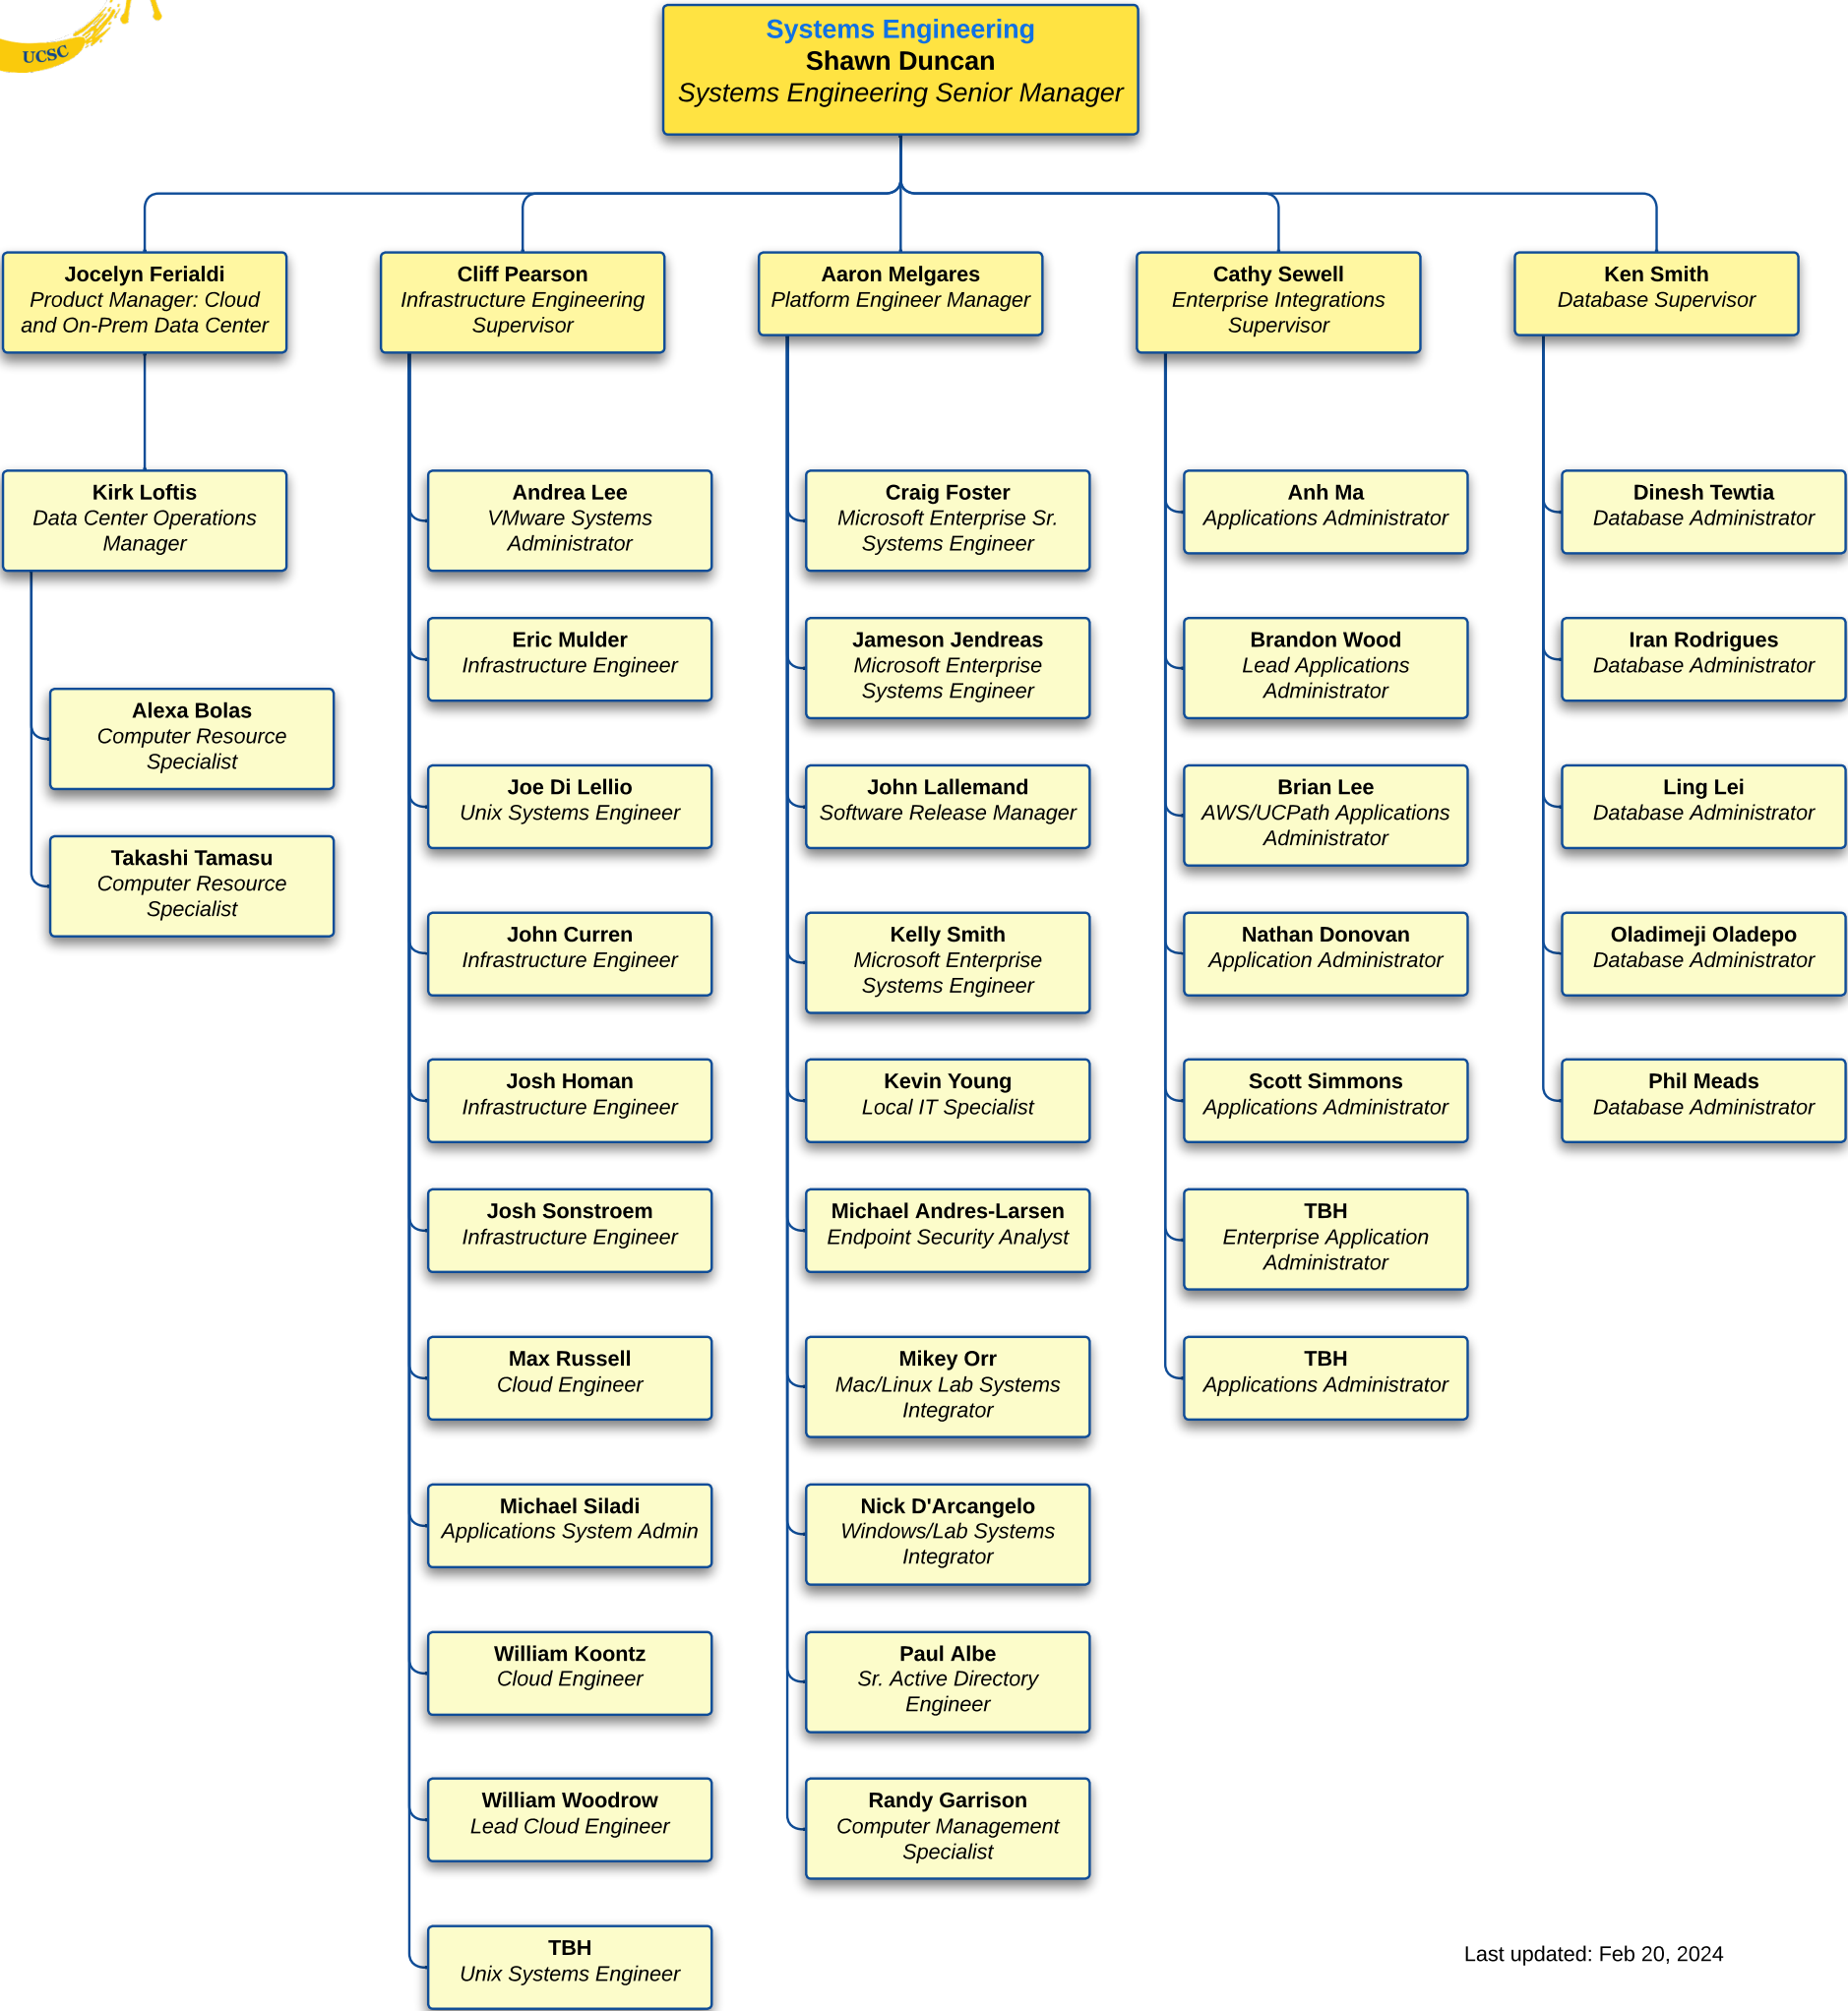 UCSC
Systems Engineering
Shawn Duncan
Systems Engineering Senior Manager
Jocelyn Ferialdi
Product Manager: Cloud
and On-Prem Data Center
Cliff Pearson
Infrastructure Engineering
Supervisor
Aaron Melgares
Platform Engineer Manager
Cathy Sewell
Enterprise Integrations
Supervisor
Ken Smith
Database Supervisor
Kirk Loftis
Data Center Operations
Manager
Alexa Bolas
Computer Resource
Specialist
Takashi Tamasu
Computer Resource
Specialist
Andrea Lee
VMware Systems
Administrator
Eric Mulder
Infrastructure Engineer
Joe Di Lellio
Unix Systems Engineer
John Curren
Infrastructure Engineer
Josh Homan
Infrastructure Engineer
Josh Sonstroem
Infrastructure Engineer
Max Russell
Cloud Engineer
Michael Siladi
Applications System Admin
William Koontz
Cloud Engineer
William Woodrow
Lead Cloud Engineer
TBH
Unix Systems Engineer
Craig Foster
Microsoft Enterprise Sr.
Systems Engineer
Jameson Jendreas
Microsoft Enterprise
Systems Engineer
John Lallemand
Software Release Manager
Kelly Smith
Microsoft Enterprise
Systems Engineer
Kevin Young
Local IT Specialist
Michael Andres-Larsen
Endpoint Security Analyst
Mikey Orr
Mac/Linux Lab Systems
Integrator
Nick D'Arcangelo
Windows/Lab Systems
Integrator
Paul Albe
Sr. Active Directory
Engineer
Randy Garrison
Computer Management
Specialist
Anh Ma
Applications Administrator
Brandon Wood
Lead Applications
Administrator
Brian Lee
AWS/UCPath Applications
Administrator
Nathan Donovan
Application Administrator
Scott Simmons
Applications Administrator
TBH
Enterprise Application
Administrator
TBH
Applications Administrator
Dinesh Tewtia
Database Administrator
Iran Rodrigues
Database Administrator
Ling Lei
Database Administrator
Oladimeji Oladepo
Database Administrator
Phil Meads
Database Administrator
Last updated: Feb 20, 2024